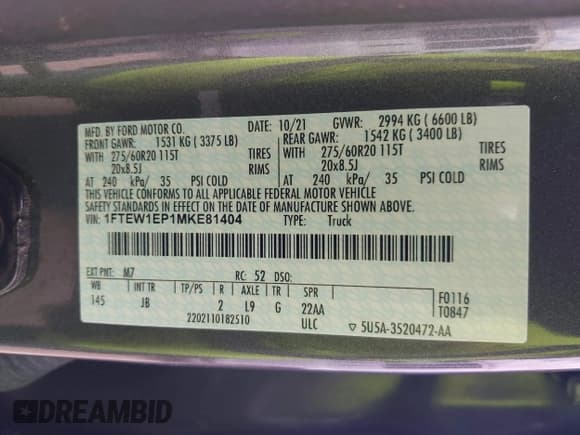 MFD. BY FORD MOTOR CO. DATE: 10/21 GVWR: 2994 KG ( 6600 LB)
FRONT GAWR: 1531 KG ( 3375 LB) REAR GAWR: 1542 KG ( 3400 LB)
WITH 275/60R20 115T TIRES WITH 275/60R20 115T TIRES
20x8.5J RIMS 20x8.5J RIMS
AT 240 kPa/ 35 PSI COLD AT 240 kPa/ 35 PSI COLD
THIS VEHICLE CONFORMS TO ALL APPLICABLE FEDERAL MOTOR VEHICLE
SAFETY STANDARDS IN EFFECT ON THE DATE OF MANUFACTURE SHOWN ABOVE.
VIN: 1FTEW1EP1MKE81404 TYPE: Truck
EXT PNT: M7 RC: 52 DSO:
WB INT TR TP/PS R AXLE TR SPR F0116
145 JB 2 L9 G 22AA T0847
2202110182510 ULC ▽ 5U5A-3520472-AA
DREAMBID